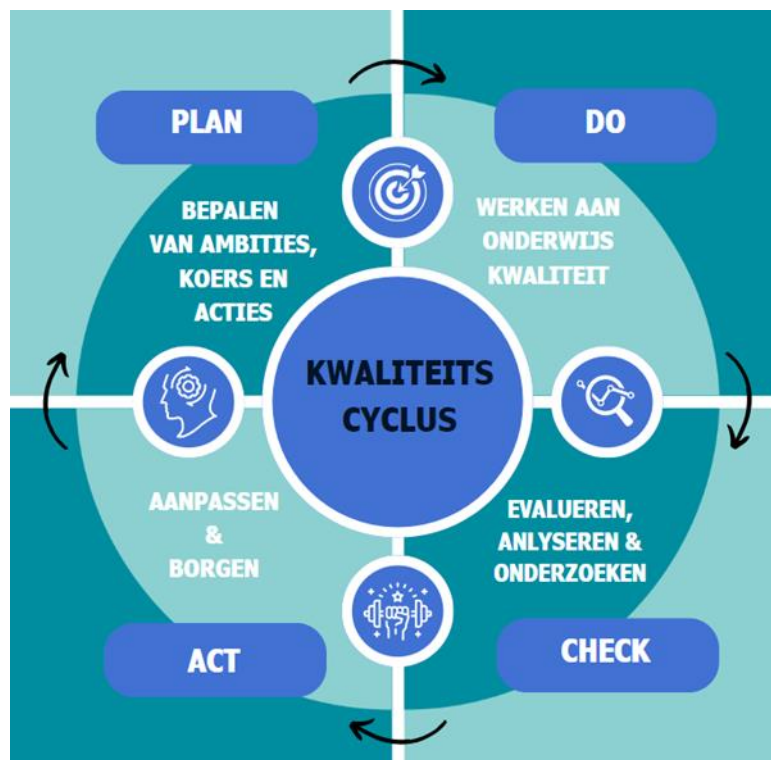 PLAN
BEPALEN
VAN AMBITIES,
KOERS EN
ACTIES
DO
WERKEN AAN
ONDERWIJS
KWALITEIT
KWALITEITS
CYCLUS
AANPASSEN
&
BORGEN
ACT
EVALUEREN,
ANLYSEREN &
ONDERZOEKEN
CHECK